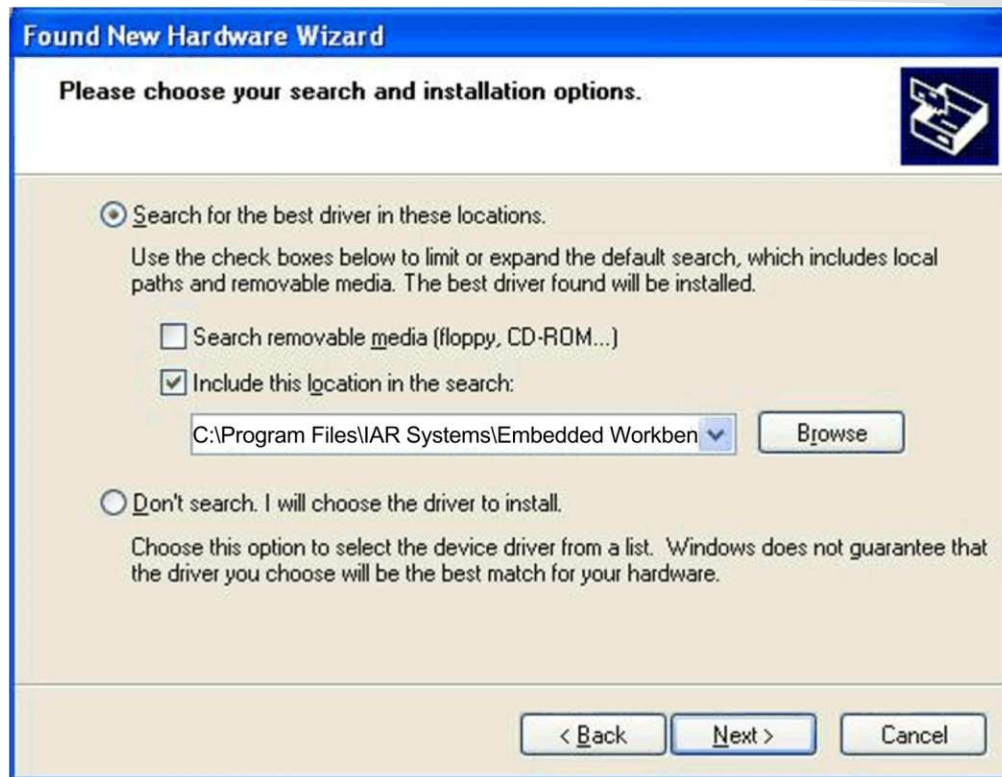 Found New Hardware Wizard
Please choose your search and installation options.
Search for the best driver in these locations.
Use the check boxes below to limit or expand the default search, which includes local
paths and removable media. The best driver found will be installed.
Search removable media (floppy, CD-ROM...)
Include this location in the search:
C:\Program Files\IAR Systems\Embedded Workben
Browse
Don't search. I will choose the driver to install.
Choose this option to select the device driver from a list. Windows does not guarantee that
the driver you choose will be the best match for your hardware.
< Back Next > Cancel